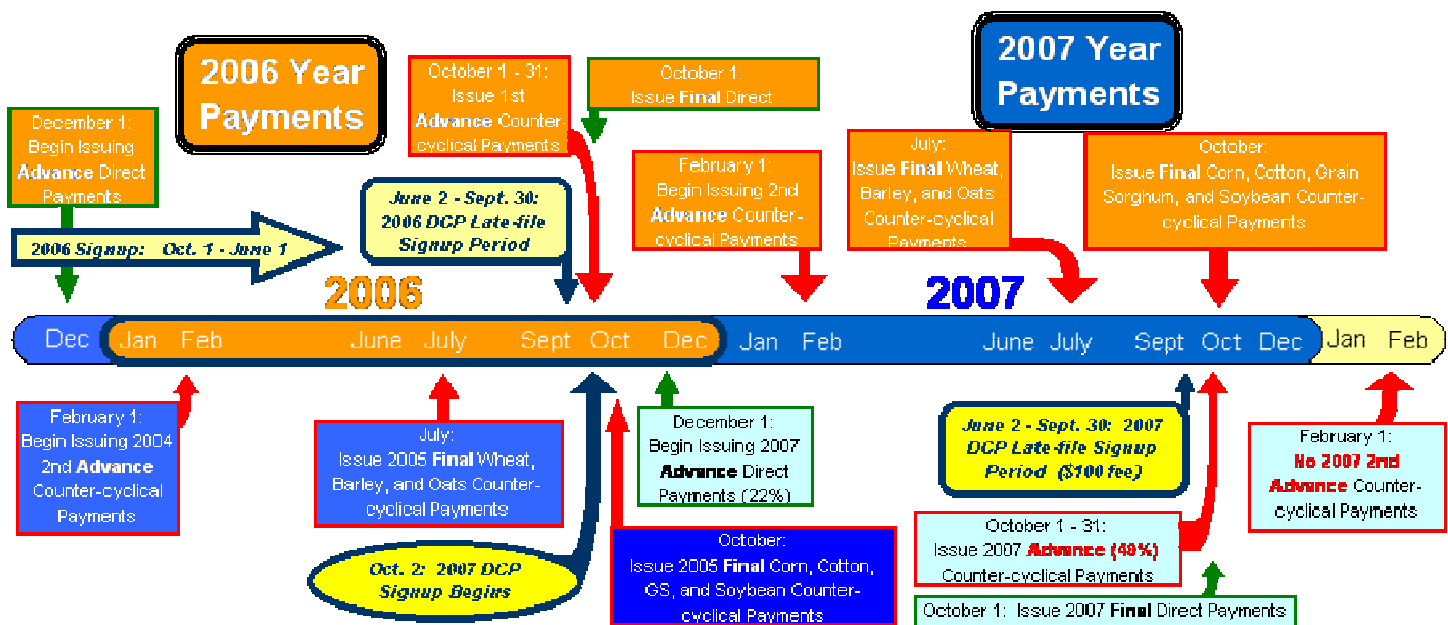 2006 Year
Payments
2007 Year
Payments
December 1:
Begin Issuing
Advance Direct
Payments
October 1 - 31:
Issue 1st
Advance Counter-
cyclical Payments
October 1:
Issue Final Direct
June 2 - Sept. 30:
2006 DCP Late-file
Signup Period
February 1:
Begin Issuing 2nd
Advance Counter-
cyclical Payments
July:
Issue Final Wheat,
Barley, and Oats
Counter-cyclical
Payments
October:
Issue Final Corn, Cotton, Grain
Sorghum, and Soybean Counter-
cyclical Payments
2006 Signup: Oct. 1 - June 1
2006
2007
Dec Jan Feb June July Sept Oct Dec Jan Feb June July Sept Oct Dec Jan Feb
February 1:
Begin Issuing 2004
2nd Advance
Counter-cyclical
Payments
July:
Issue 2005 Final Wheat,
Barley, and Oats Counter-
cyclical Payments
Oct. 2: 2007 DCP
Signup Begins
December 1:
Begin Issuing 2007
Advance Direct
Payments (22%)
October:
Issue 2005 Final Corn, Cotton,
GS, and Soybean Counter-
cyclical Payments
June 2 - Sept. 30: 2007
DCP Late-file Signup
Period ($100 fee)
October 1 - 31:
Issue 2007 Advance (40%)
Counter-cyclical Payments
October 1: Issue 2007 Final Direct Payments
February 1:
No 2007 2nd
Advance Counter-
cyclical Payments